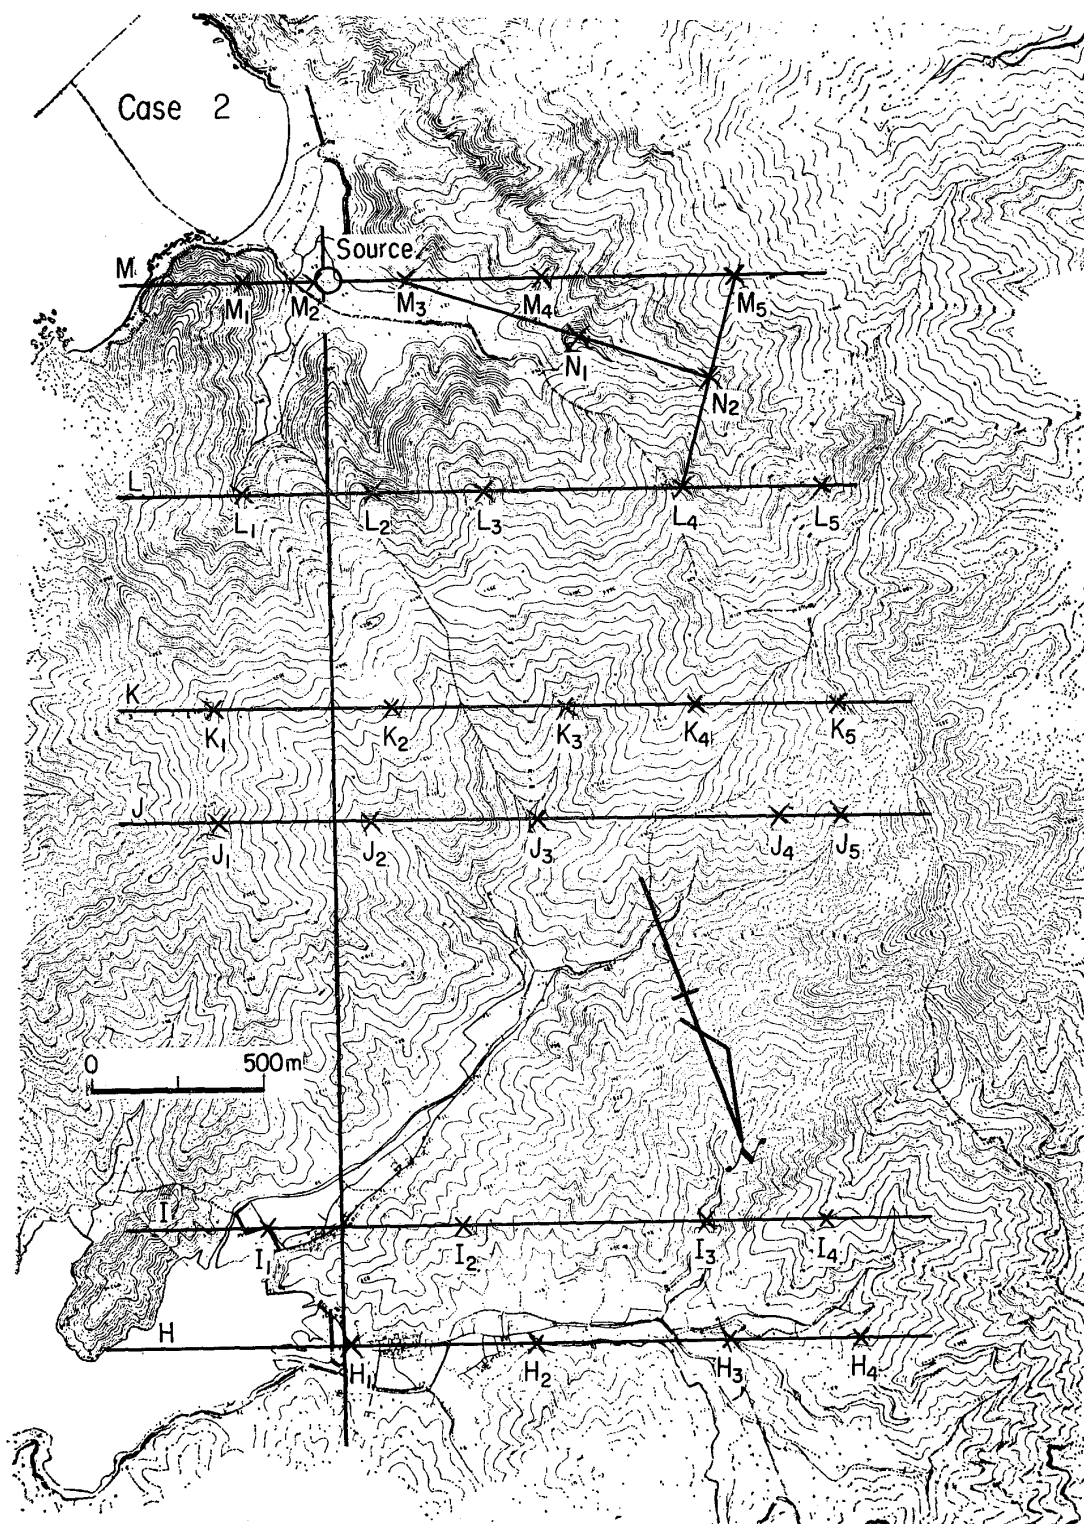 Case 2
Source
M
M1 M2 M3 M4 M5
N1
N2
L
L1 L2 L3 L4 L5
K
K1 K2 K3 K4 K5
J
J1 J2 J3 J4 J5
0 500m
I
I1 I2 I3 I4
H
H1 H2 H3 H4